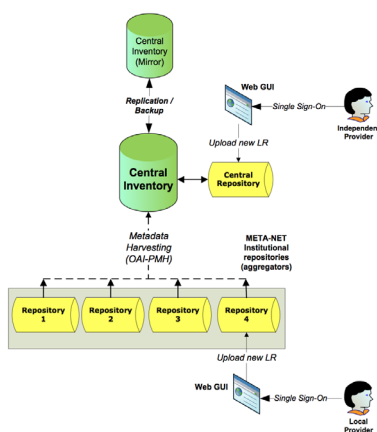 Central
Inventory
(Mirror)
Web GUI
Replication /
Backup
Single Sign-On
Independent
Provider
Upload new LR
Central
Inventory
Central
Repository
Metadata
Harvesting
(OAI-PMH)
META-NET
Institutional
repositories
(aggregators)
Repository
1
Repository
2
Repository
3
Repository
4
Upload new LR
Web GUI
Single Sign-On
Local
Provider